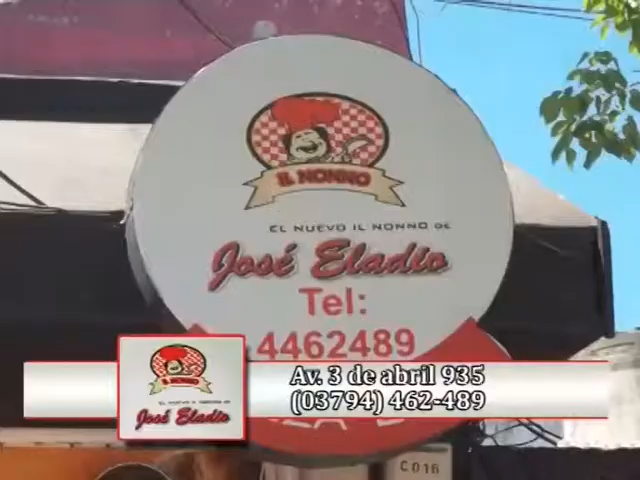 IL NONNO
EL NUEVO IL NONNO DE
José Eladio
Tel:
4462489
IL NONNO
José Eladio
Av. 3 de abril 935
(03794) 462-489
C016